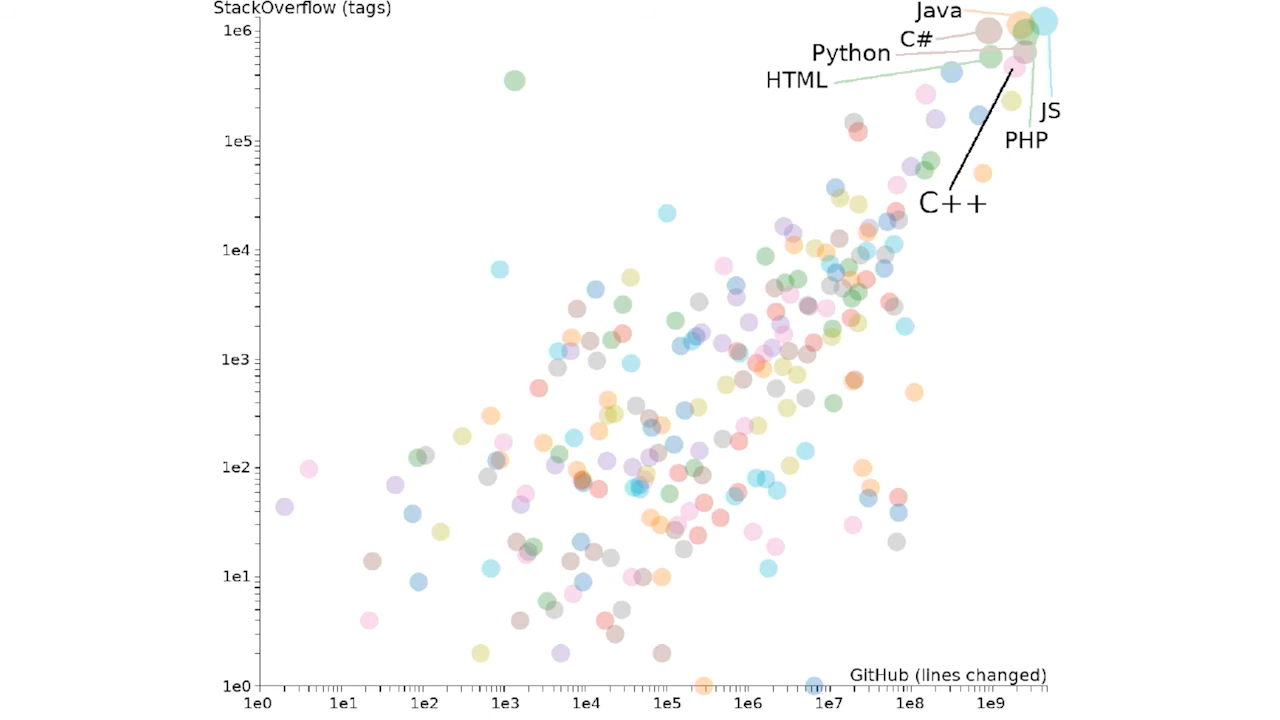 StackOverflow (tags)
Java
1e6
C#
Python
HTML
JS
1e5
PHP
C++
1e4
1e3
1e2
1e1
GitHub (lines changed)
1e0
1e0 1e1 1e2 1e3 1e4 1e5 1e6 1e7 1e8 1e9